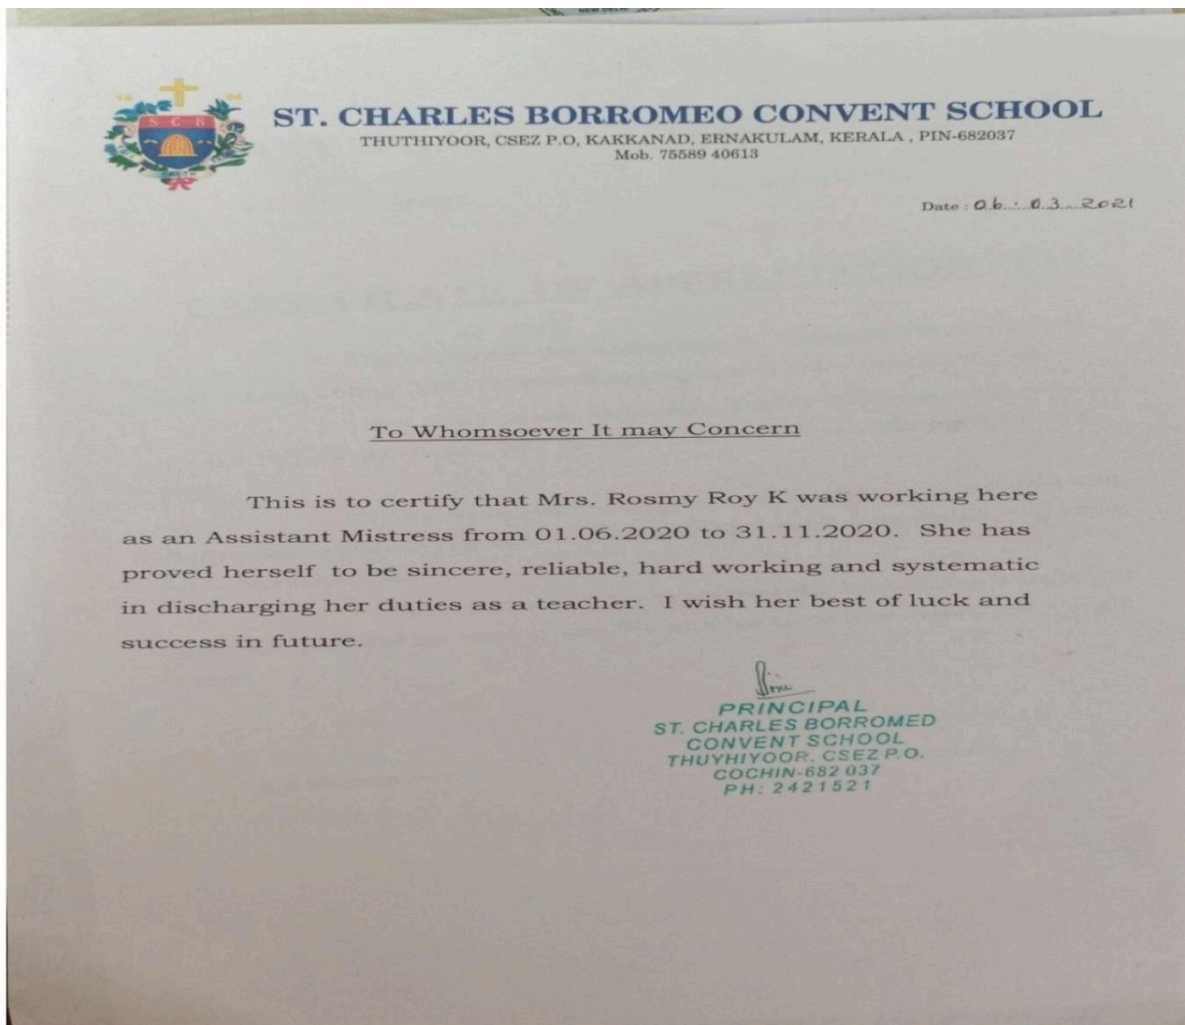 NEW DELHI
18 94
S C B
ST. CHARLES BORROMEO CONVENT SCHOOL
THUTHIYOOR, CSEZ P.O, KAKKANAD, ERNAKULAM, KERALA , PIN-682037
Mob. 75589 40613
Date : 06.03.2021
To Whomsoever It may Concern
This is to certify that Mrs. Rosmy Roy K was working here
as an Assistant Mistress from 01.06.2020 to 31.11.2020. She has
proved herself to be sincere, reliable, hard working and systematic
in discharging her duties as a teacher. I wish her best of luck and
success in future.
PRINCIPAL
ST. CHARLES BORROMED
CONVENT SCHOOL
THUYHIYOOR, CSEZ P.O.
COCHIN-682 037
PH: 2421521